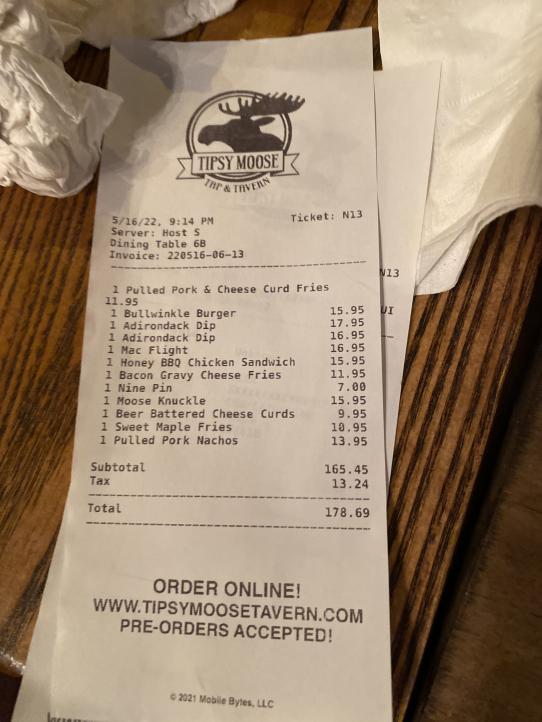 TIPSY MOOSE
TAP & TAVERN
5/16/22, 9:14 PM Ticket: N13
Server: Host S
Dining Table 6B
Invoice: 220516-06-13
1 Pulled Pork & Cheese Curd Fries
11.95
1 Bullwinkle Burger 15.95
1 Adirondack Dip 17.95
1 Adirondack Dip 16.95
1 Mac Flight 16.95
1 Honey BBQ Chicken Sandwich 15.95
1 Bacon Gravy Cheese Fries 11.95
1 Nine Pin 7.00
1 Moose Knuckle 15.95
1 Beer Battered Cheese Curds 9.95
1 Sweet Maple Fries 10.95
1 Pulled Pork Nachos 13.95
Subtotal 165.45
Tax 13.24
Total 178.69
ORDER ONLINE!
WWW.TIPSYMOOSETAVERN.COM
PRE-ORDERS ACCEPTED!
© 2021 Mobile Bytes, LLC
N13